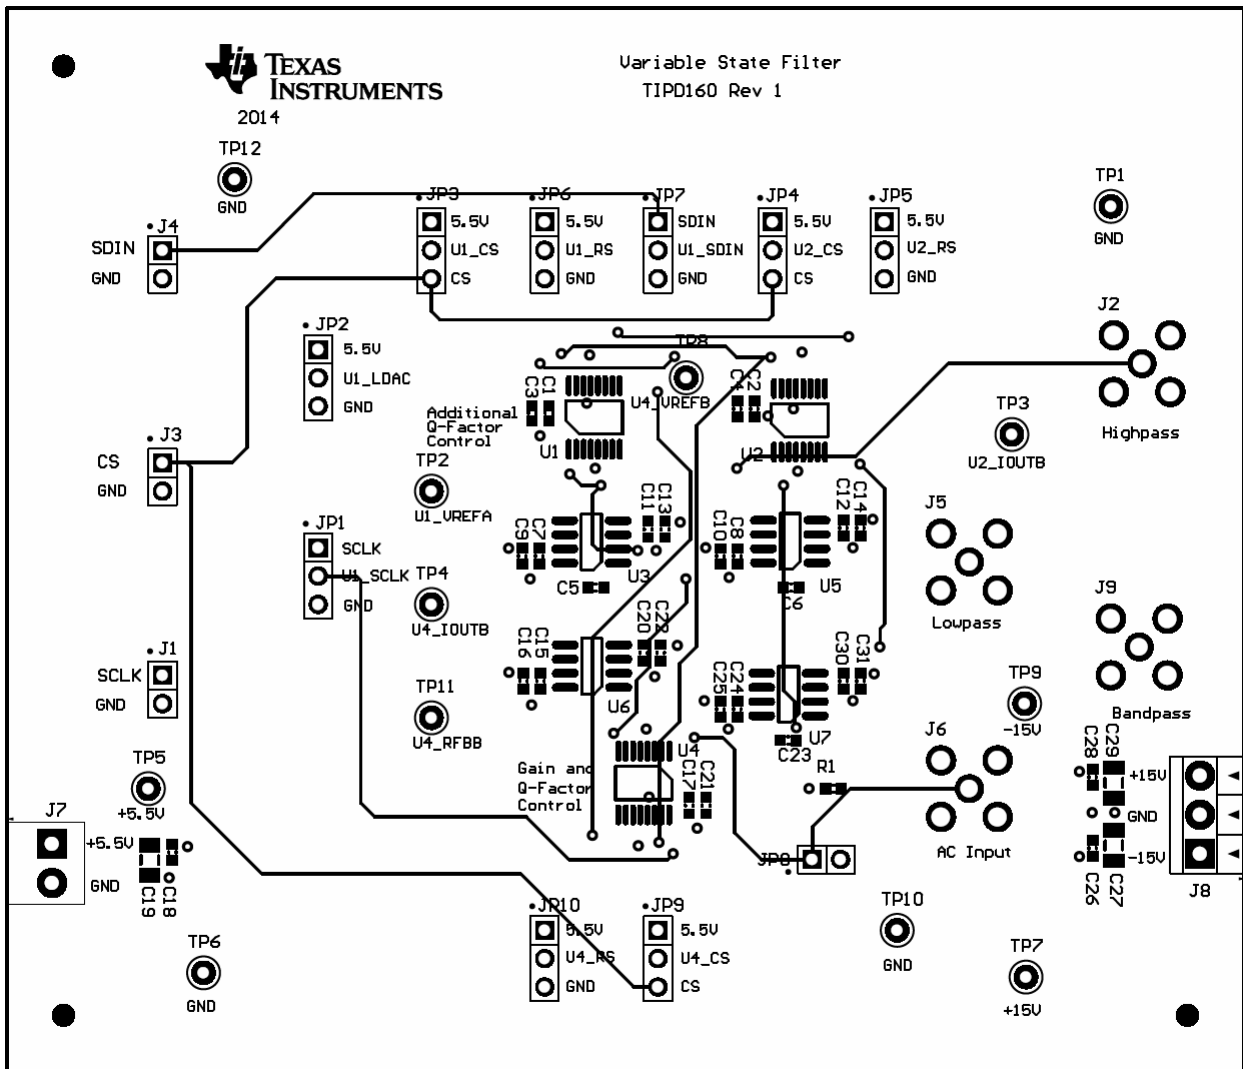 TEXAS INSTRUMENTS
2014
Variable State Filter
TIPD160 Rev 1
TP12
GND
TP1
GND
J4
SDIN
GND
JP3
5.5V
U1_CS
CS
JP6
5.5V
U1_RS
GND
JP7
SDIN
U1_SDIN
GND
JP4
5.5V
U2_CS
CS
JP5
5.5V
U2_RS
GND
JP2
5.5V
U1_LDAC
GND
TP8
U4_VREFB
J2
Highpass
C3
C1
C4
C2
U1
U2
Additional
Q-Factor
Control
TP3
U2_IOUTB
J3
CS
GND
TP2
U1_VREFA
C11
C13
C12
C14
JP1
SCLK
U1_SCLK
GND
C9
C7
C10
C8
U3
C5
U5
C6
J5
Lowpass
TP4
U4_IOUTB
J9
Bandpass
C20
C22
C16
C15
U6
C30
C31
C25
C24
U7
C23
J1
SCLK
GND
TP11
U4_RFBB
TP9
-15V
U4
C17
C21
Gain and
Q-Factor
Control
R1
J6
AC Input
TP5
+5.5V
J7
+5.5V
GND
C19
C18
C28
C29
+15V
GND
-15V
J8
C26
C27
JP8
JP10
5.5V
U4_RS
GND
JP9
5.5V
U4_CS
CS
TP10
GND
TP6
GND
TP7
+15V